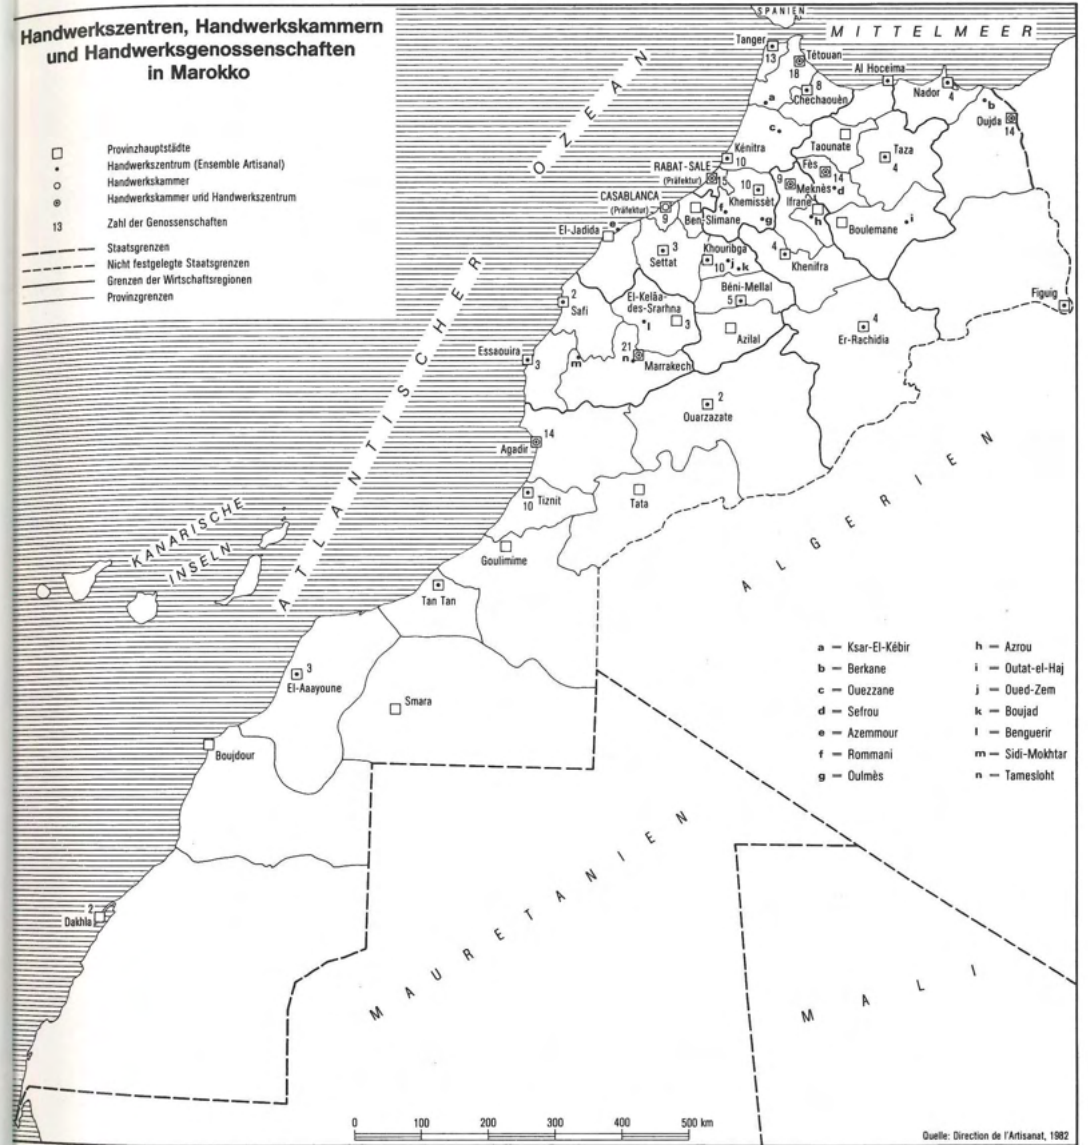 Handwerkszentren, Handwerkskammern
und Handwerksgenossenschaften
in Marokko
Provinzhauptstädte
Handwerkszentrum (Ensemble Artisanal)
Handwerkskammer
Handwerkskammer und Handwerkszentrum
13 Zahl der Genossenschaften
Staatsgrenzen
Nicht festgelegte Staatsgrenzen
Grenzen der Wirtschaftsregionen
Provinzgrenzen
SPANIEN
MITTELMEER
OZEAN
ATLANTISCHER
KANARISCHE
INSELN
ALGERIEN
MAURETANIEN
MALI
Tanger
13
Tétouan
18
8
Chechaouèn
Al Hoceima
Nador 4
b
Oujda
14
a
c
Taounate
Taza
4
Kénitra
10
RABAT-SALE
(Präfektur) 15
10
Khemissèt
9
Meknès
Fès
14
d
Ifrane
h
CASABLANCA
(Präfektur)
9
Ben-Slimane
f
g
Boulemane
i
e
El-Jadida
3
Settat
Khouribga
10 j k
4
Khenifra
Figuig
2
Safi
El-Kelâa-
des-Srarhna
l 3
Béni-Mellal
5
Azilal
4
Er-Rachidia
Essaouira
3
m
21
n
Marrakech
2
Ouarzazate
14
Agadir
10 Tiznit
Tata
Goulimime
Tan Tan
3
El-Aaayoune
Smara
Boujdour
2
Dakhla
a = Ksar-El-Kébir
b = Berkane
c = Ouezzane
d = Sefrou
e = Azemmour
f = Rommani
g = Oulmès
h = Azrou
i = Outat-el-Haj
j = Oued-Zem
k = Boujad
l = Benguerir
m = Sidi-Mokhtar
n = Tamesloht
0 100 200 300 400 500 km
Quelle: Direction de l'Artisanat, 1982